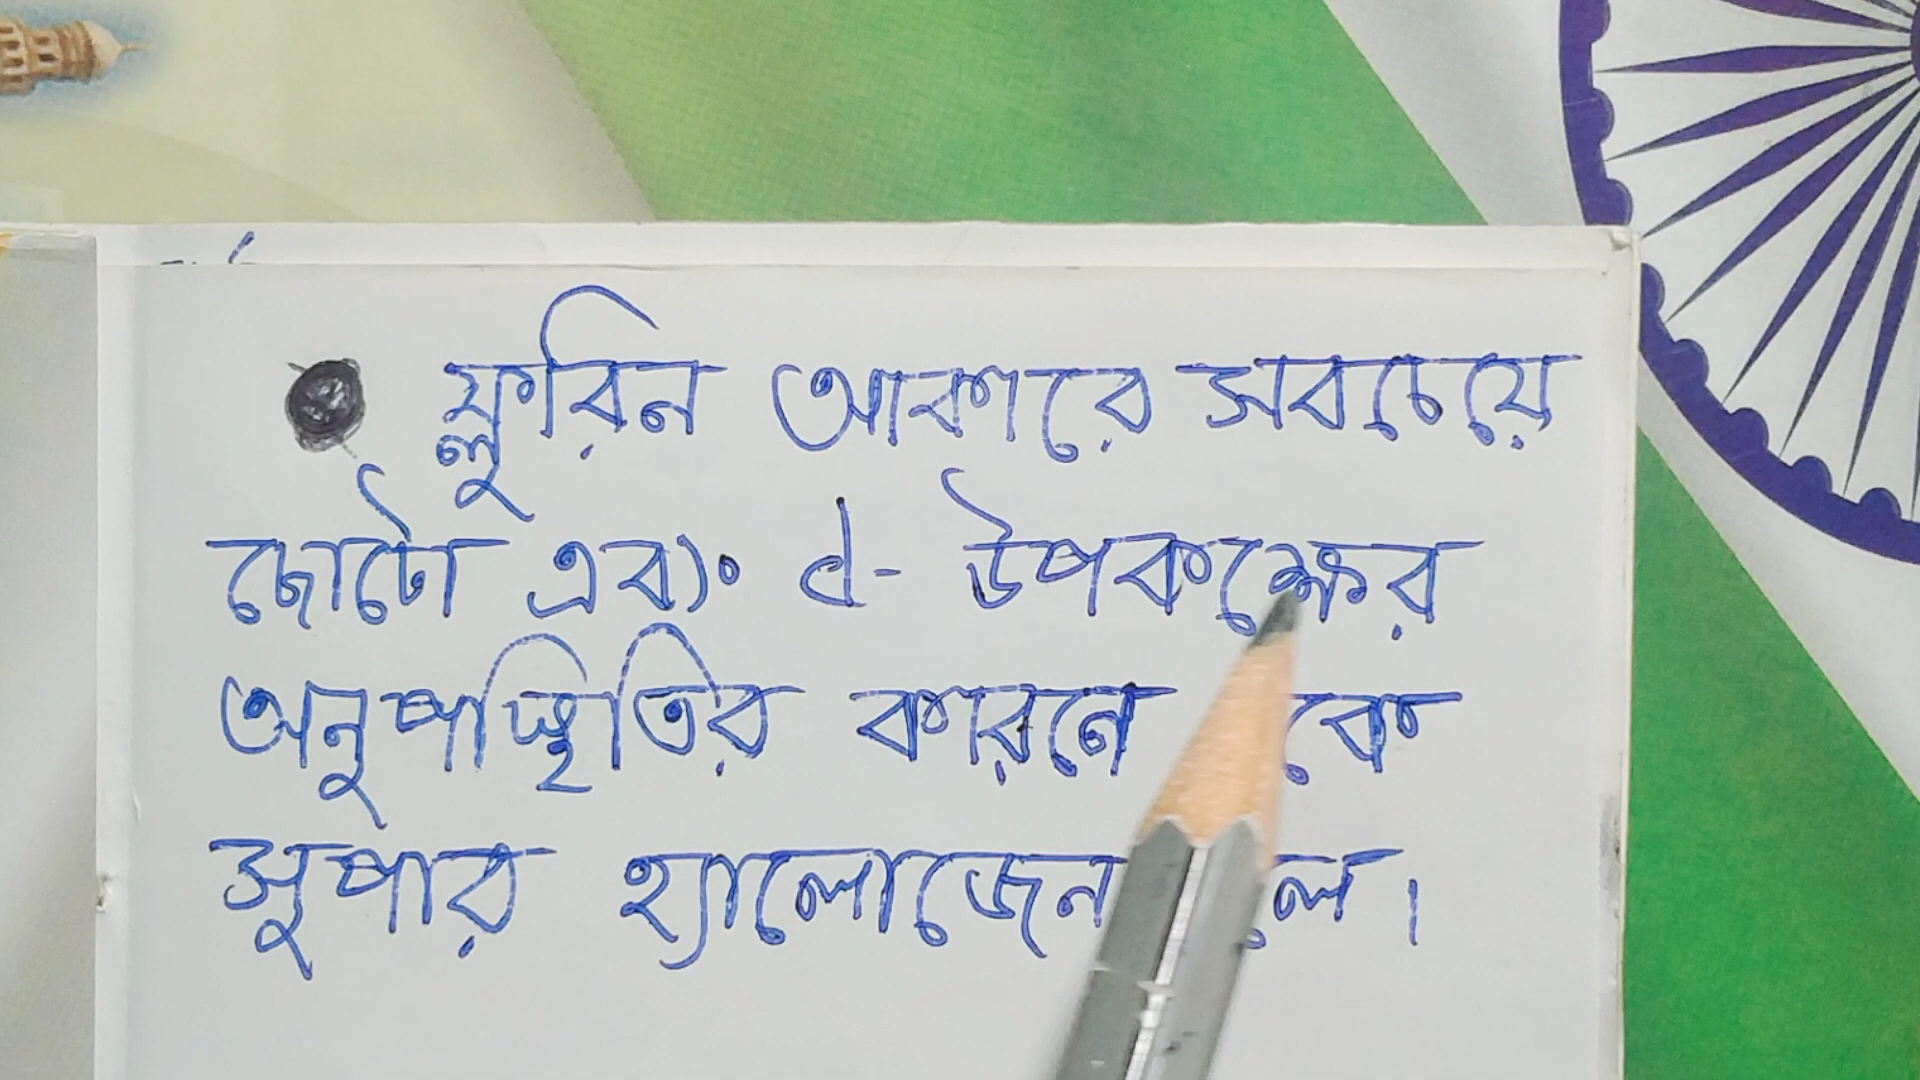 ফ্লুরিন আকারে সবচেয়ে
ছোটো এবং d- উপকক্ষের
অনুপস্থিতির কারনে
সুপার হ্যালোজেন